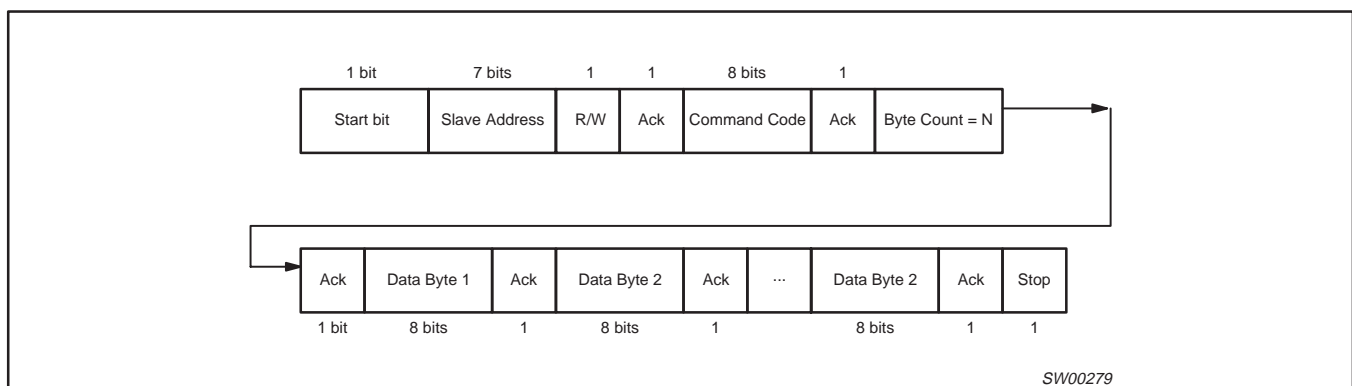 1 bit 7 bits 1 1 8 bits 1
Start bit Slave Address R/W Ack Command Code Ack Byte Count = N
Ack Data Byte 1 Ack Data Byte 2 Ack ... Data Byte 2 Ack Stop
1 bit 8 bits 1 8 bits 1 8 bits 1 1
SW00279